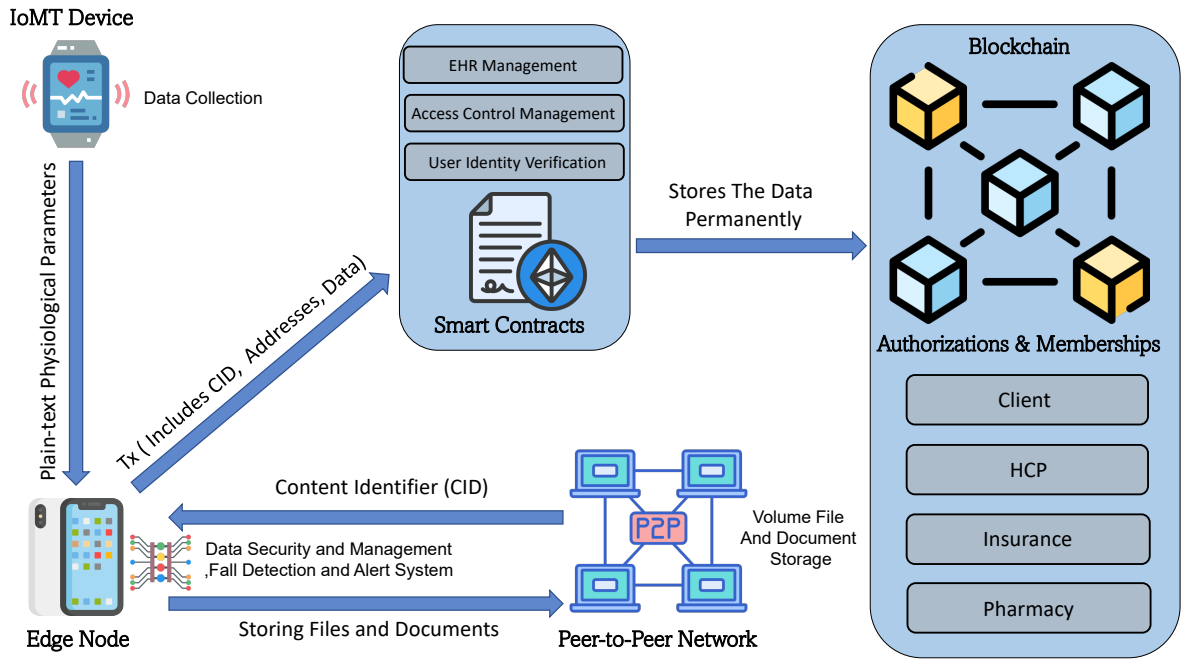 IoMT Device
Data Collection
Plain-text Physiological Parameters
EHR Management
Access Control Management
User Identity Verification
Smart Contracts
Tx ( Includes CID, Addresses, Data)
Stores The Data
Permanently
Blockchain
Authorizations & Memberships
Client
HCP
Insurance
Pharmacy
Content Identifier (CID)
Data Security and Management
,Fall Detection and Alert System
Storing Files and Documents
Edge Node
P2P
Volume File
And Document
Storage
Peer-to-Peer Network